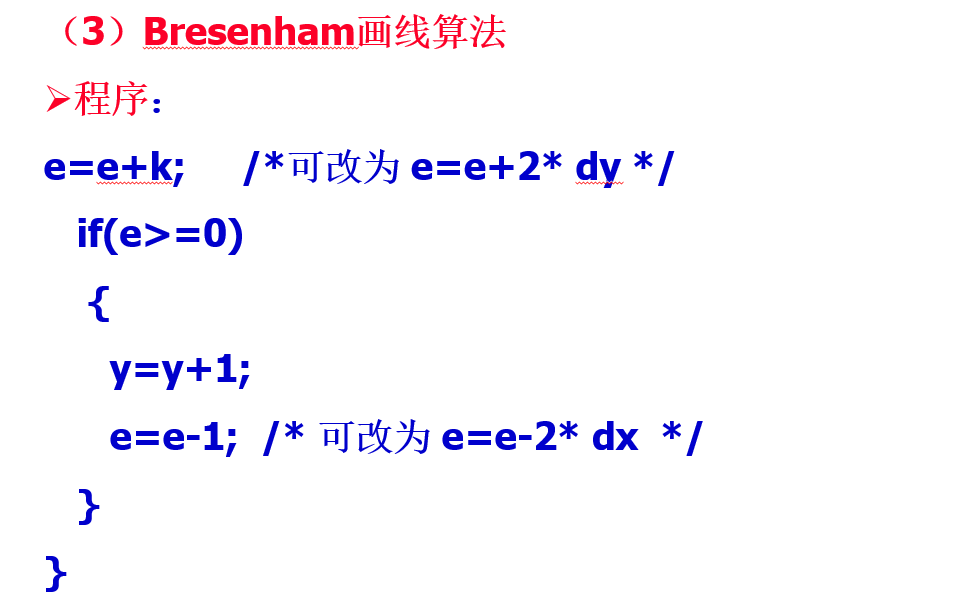 （3）Bresenham画线算法
➢程序：
e=e+k; /*可改为 e=e+2* dy */
if(e>=0)
{
y=y+1;
e=e-1; /* 可改为 e=e-2* dx */
}
}